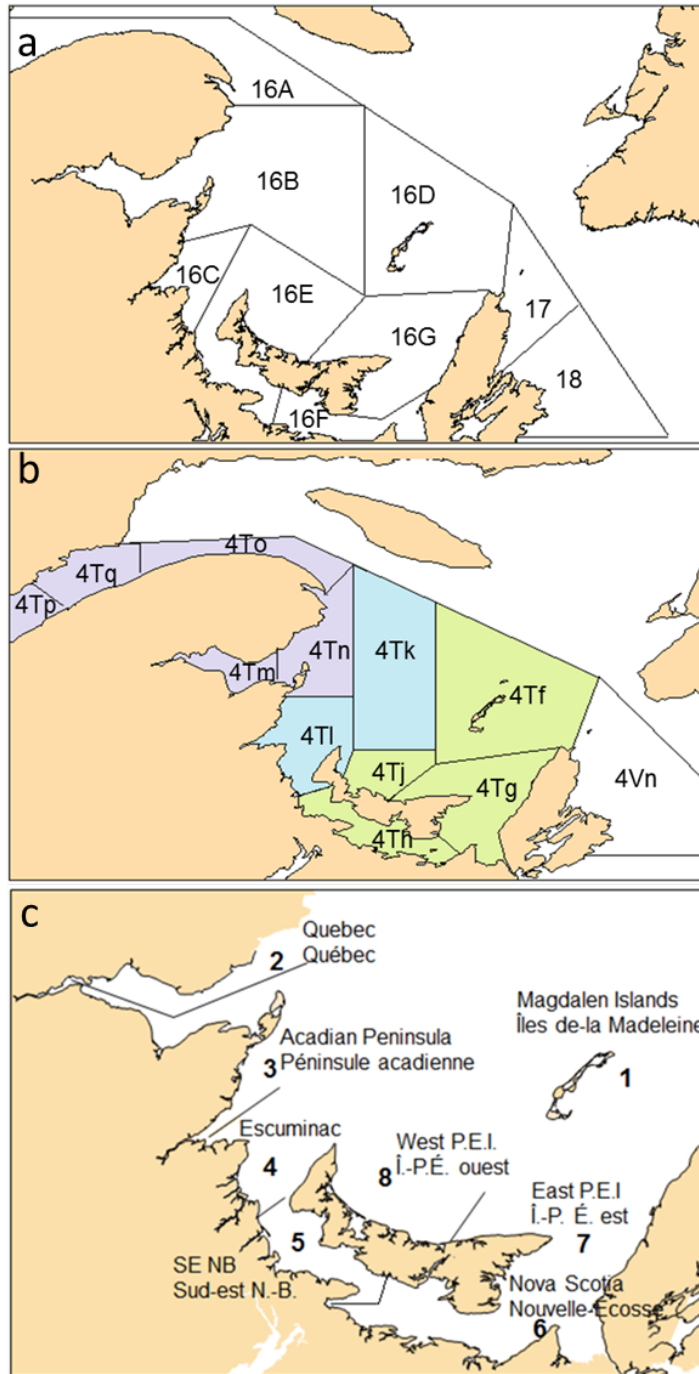 a
16A
16B
16D
16C
16E
17
16G
18
16F
b
4To
4Tq
4Tp
4Tn
4Tk
4Tm
4Tf
4Tl
4Tj
4Tg
4Vn
4Th
c
Quebec
2 Québec
Magdalen Islands
Îles de-la Madeleine
1
Acadian Peninsula
3 Péninsule acadienne
Escuminac
4
West P.E.I.
8 Î.-P.É. ouest
East P.E.I
Î.-P. É. est
7
5
SE NB
Sud-est N.-B.
Nova Scotia
Nouvelle-Ecosse
6